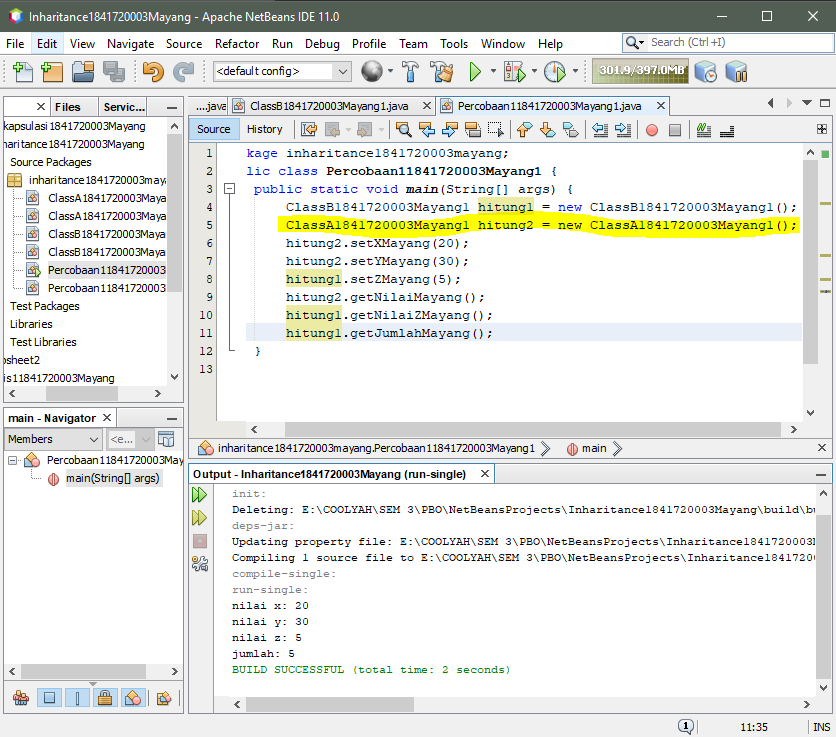 Inharitance1841720003Mayang - Apache NetBeans IDE 11.0
File Edit View Navigate Source Refactor Run Debug Profile Team Tools Window Help
Search (Ctrl+I)
<default config>
301.9/397.0MB
Files Servic...
....java ClassB1841720003Mayang1.java Percobaan11841720003Mayang1.java
Source History
kapsulasi1841720003Mayang
naritance1841720003Mayang
Source Packages
inharitance1841720003maya
ClassA1841720003Maya
ClassA1841720003Maya
ClassB1841720003Maya
ClassB1841720003Maya
Percobaan11841720003
Percobaan11841720003
Test Packages
Libraries
Test Libraries
osheet2
is11841720003Mayang
1 kage inharitance1841720003mayang;
2 lic class Percobaan11841720003Mayang1 {
3 public static void main(String[] args) {
4 ClassB1841720003Mayang1 hitung1 = new ClassB1841720003Mayang1();
5 ClassA1841720003Mayang1 hitung2 = new ClassA1841720003Mayang1();
6 hitung2.setXMayang(20);
7 hitung2.setYMayang(30);
8 hitung1.setZMayang(5);
9 hitung2.getNilaiMayang();
10 hitung1.getNilaiZMayang();
11 hitung1.getJumlahMayang();
12 }
13
inharitance1841720003mayang.Percobaan11841720003Mayang1 main
main - Navigator
Members <e...
Percobaan11841720003May
main(String[] args)
Output - Inharitance1841720003Mayang (run-single)
init:
Deleting: E:\COOLYAH\SEM 3\PBO\NetBeansProjects\Inharitance1841720003Mayang\build\bu
deps-jar:
Updating property file: E:\COOLYAH\SEM 3\PBO\NetBeansProjects\Inharitance1841720003M
Compiling 1 source file to E:\COOLYAH\SEM 3\PBO\NetBeansProjects\Inharitance1841720
compile-single:
run-single:
nilai x: 20
nilai y: 30
nilai z: 5
jumlah: 5
BUILD SUCCESSFUL (total time: 2 seconds)
1 11:35 INS